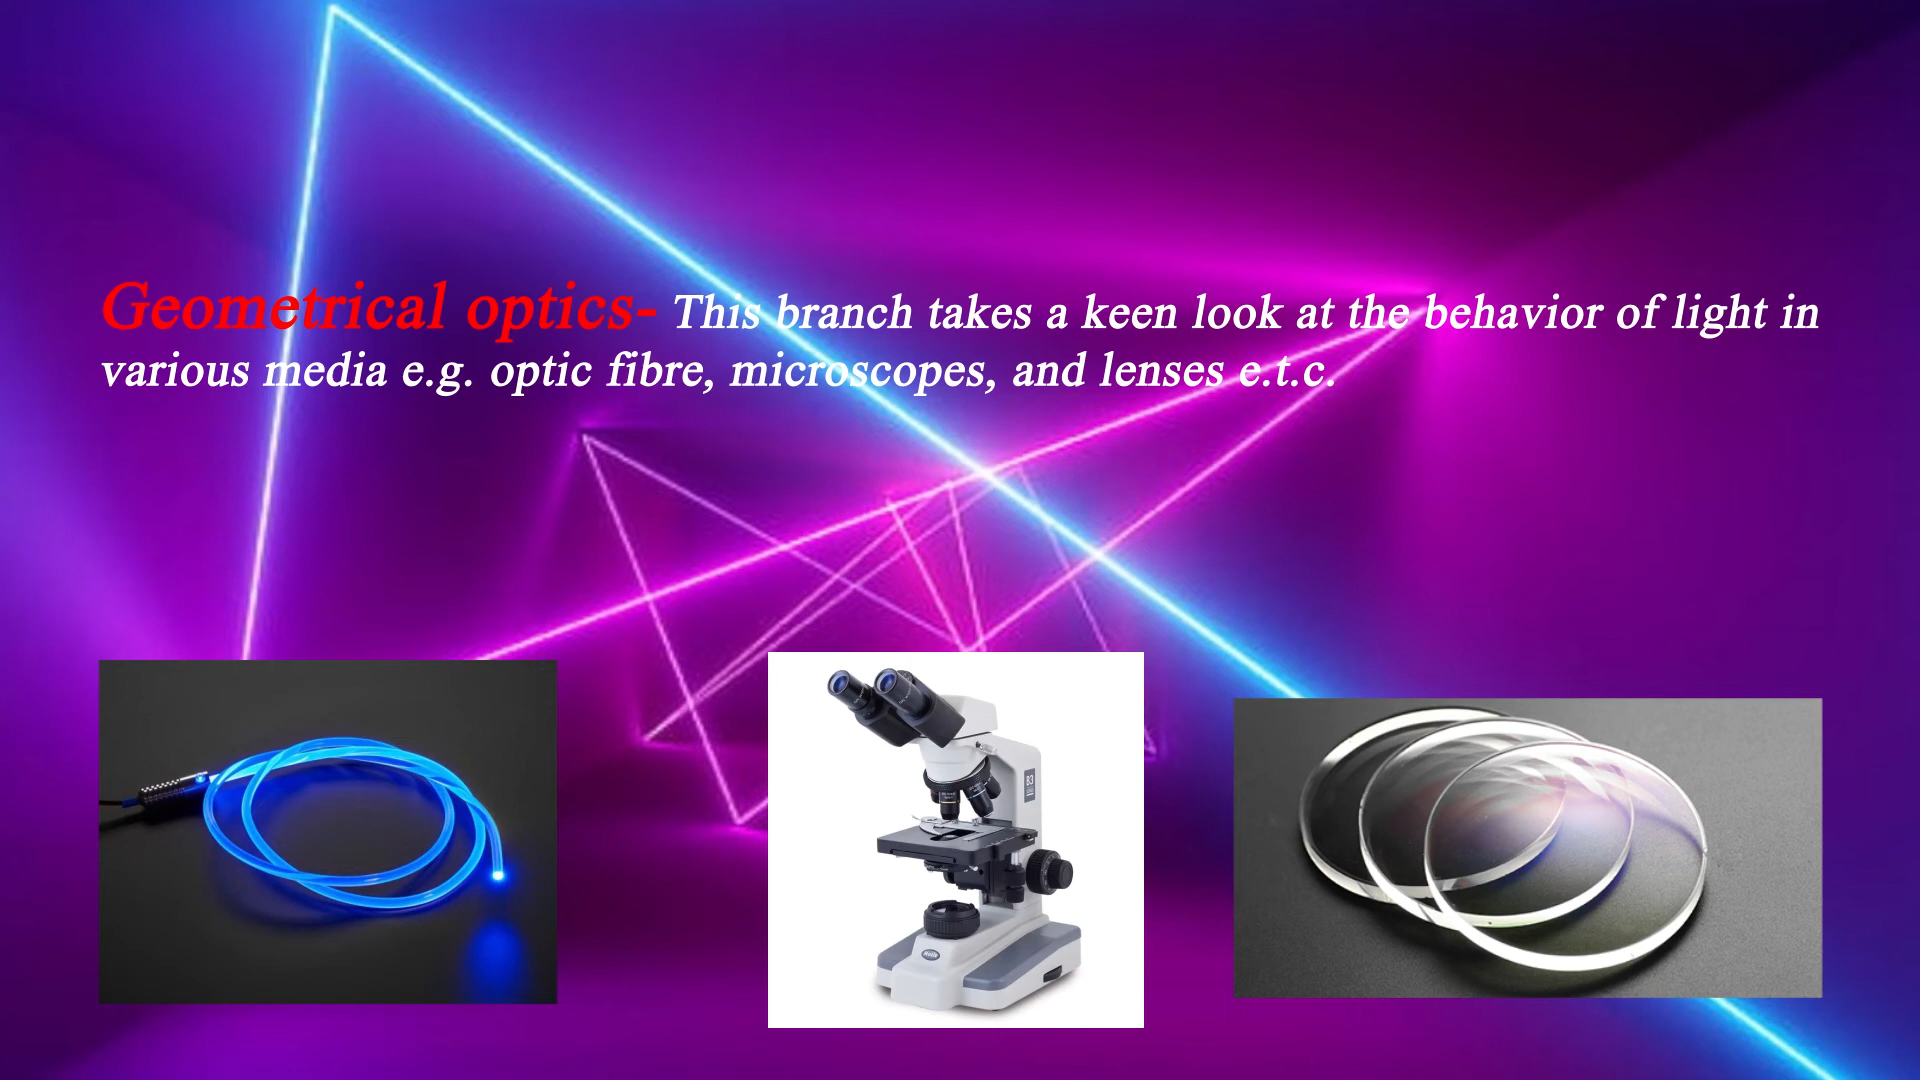 Geometrical optics- This branch takes a keen look at the behavior of light in
various media e.g. optic fibre, microscopes, and lenses e.t.c.
B3